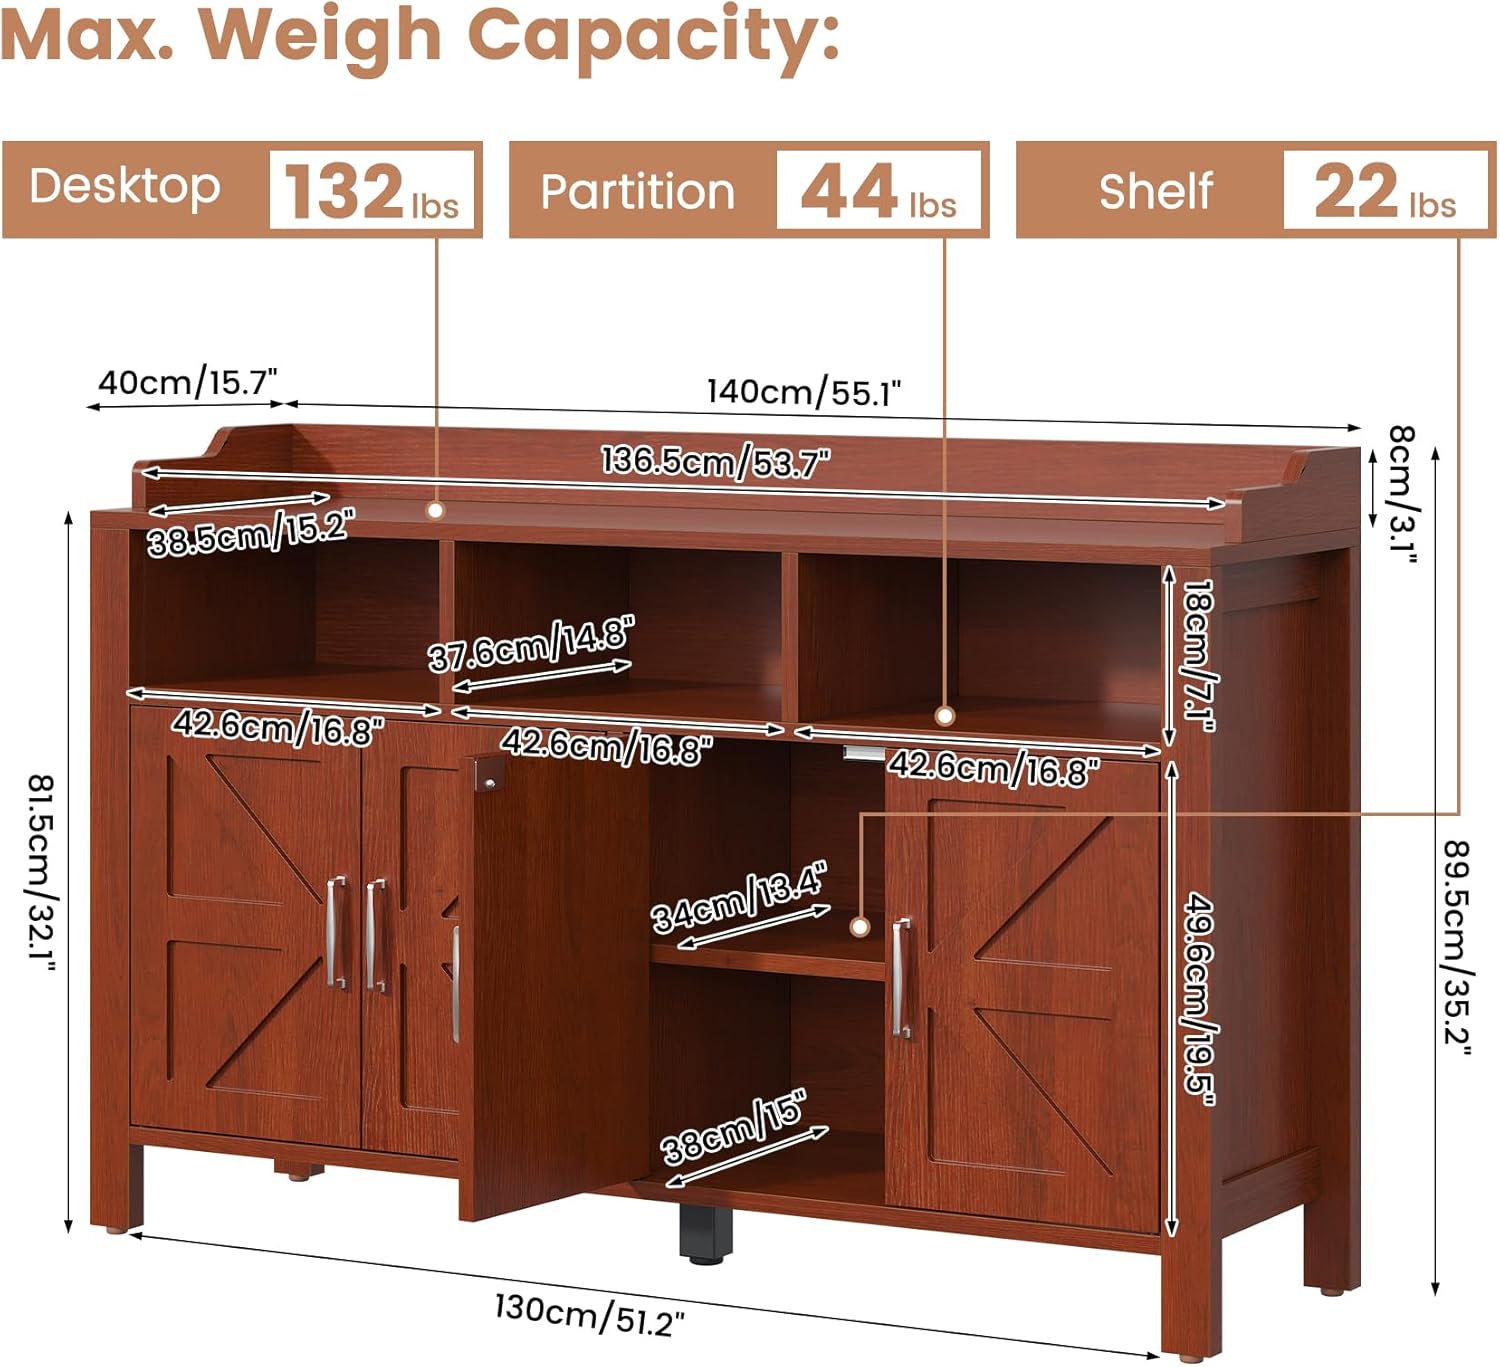 Max. Weigh Capacity:
Desktop 132 lbs
Partition 44 lbs
Shelf 22 lbs
40cm/15.7"
140cm/55.1"
8cm/3.1"
136.5cm/53.7"
38.5cm/15.2"
18cm/7.1"
37.6cm/14.8"
42.6cm/16.8"
42.6cm/16.8"
42.6cm/16.8"
81.5cm/32.1"
89.5cm/35.2"
34cm/13.4"
49.6cm/19.5"
38cm/15"
130cm/51.2"